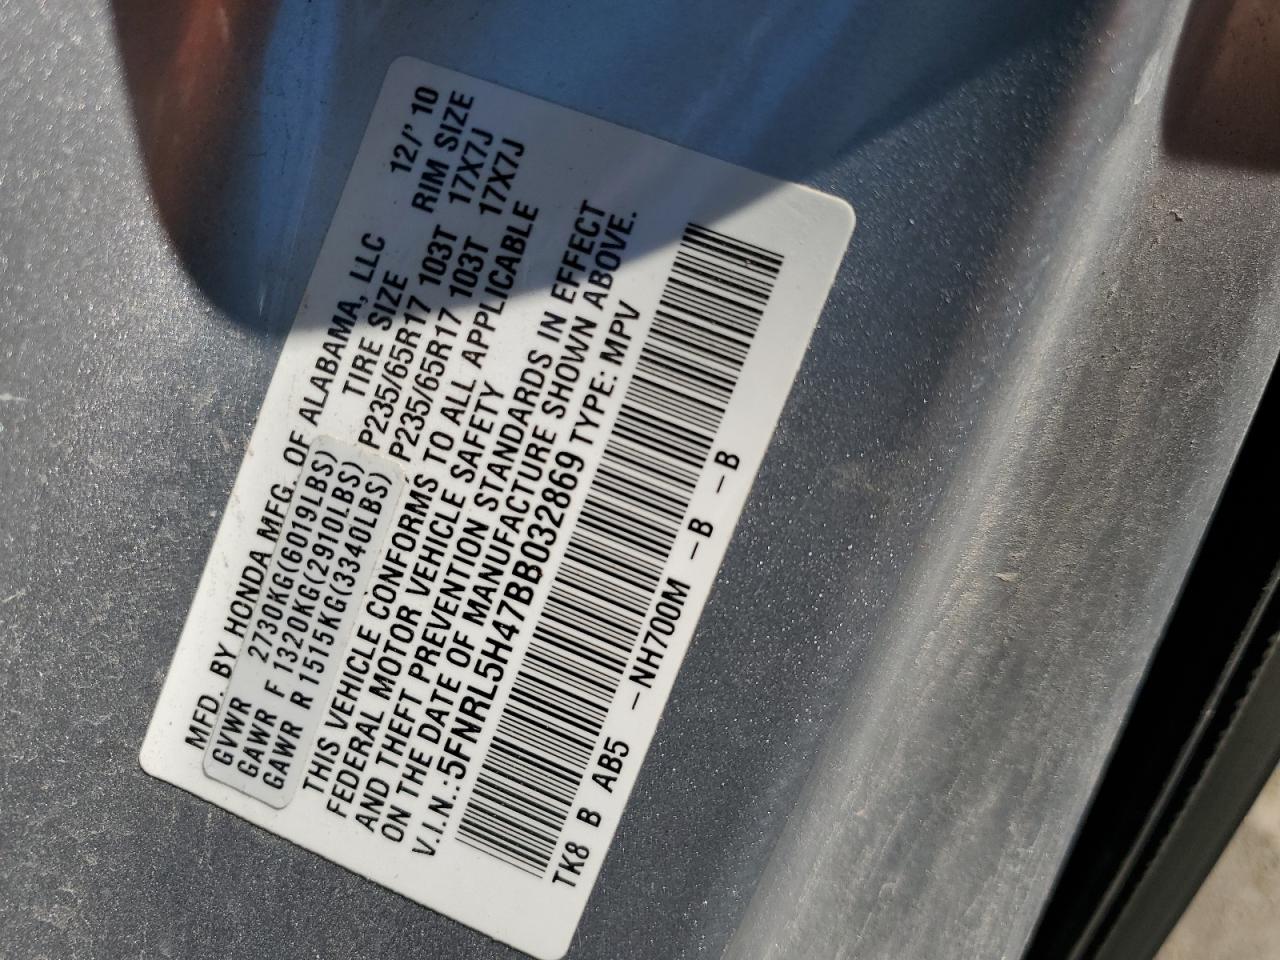 MFD. BY HONDA MFG. OF ALABAMA, LLC 12/' 10
TIRE SIZE RIM SIZE
GVWR 2730KG(6019LBS)
GAWR F 1320KG(2910LBS) P235/65R17 103T 17X7J
GAWR R 1515KG(3340LBS) P235/65R17 103T 17X7J
THIS VEHICLE CONFORMS TO ALL APPLICABLE
FEDERAL MOTOR VEHICLE SAFETY
AND THEFT PREVENTION STANDARDS IN EFFECT
ON THE DATE OF MANUFACTURE SHOWN ABOVE.
V.I.N.:5FNRL5H47BB032869 TYPE: MPV
TK8 B AB5 -NH700M -B -B